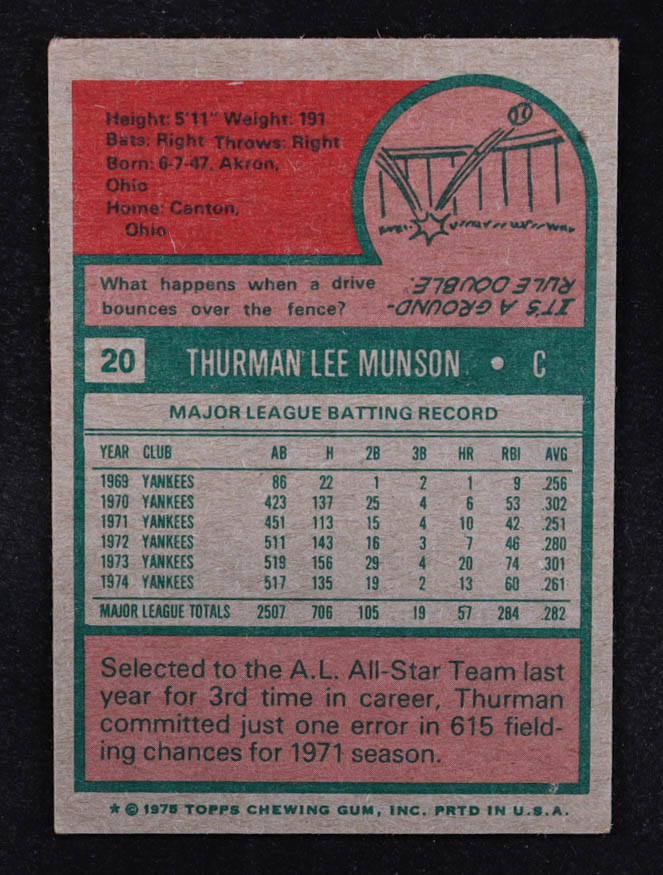 Height: 5'11" Weight: 191
Bats: Right Throws: Right
Born: 6-7-47, Akron,
Ohio
Home: Canton,
Ohio
What happens when a drive
bounces over the fence?
IT'S A GROUND-
RULE DOUBLE.
20 THURMAN LEE MUNSON • C
MAJOR LEAGUE BATTING RECORD
YEAR CLUB AB H 2B 3B HR RBI AVG
1969 YANKEES 86 22 1 2 1 9 .256
1970 YANKEES 423 137 25 4 6 53 .302
1971 YANKEES 451 113 15 4 10 42 .251
1972 YANKEES 511 143 16 3 7 46 .280
1973 YANKEES 519 156 29 4 20 74 .301
1974 YANKEES 517 135 19 2 13 60 .261
MAJOR LEAGUE TOTALS 2507 706 105 19 57 284 .282
Selected to the A.L. All-Star Team last
year for 3rd time in career, Thurman
committed just one error in 615 field-
ing chances for 1971 season.
* © 1975 TOPPS CHEWING GUM, INC. PRTD IN U.S.A.